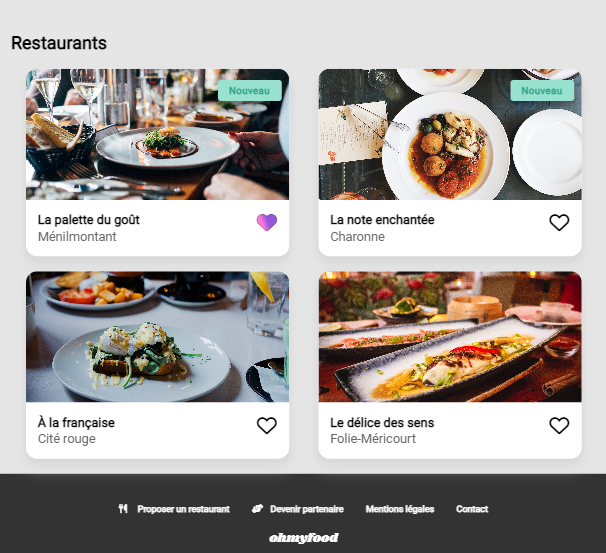 Restaurants
Nouveau
La palette du goût
Ménilmontant
Nouveau
La note enchantée
Charonne
À la française
Cité rouge
Le délice des sens
Folie-Méricourt
Proposer un restaurant Devenir partenaire Mentions légales Contact
ohmyfood